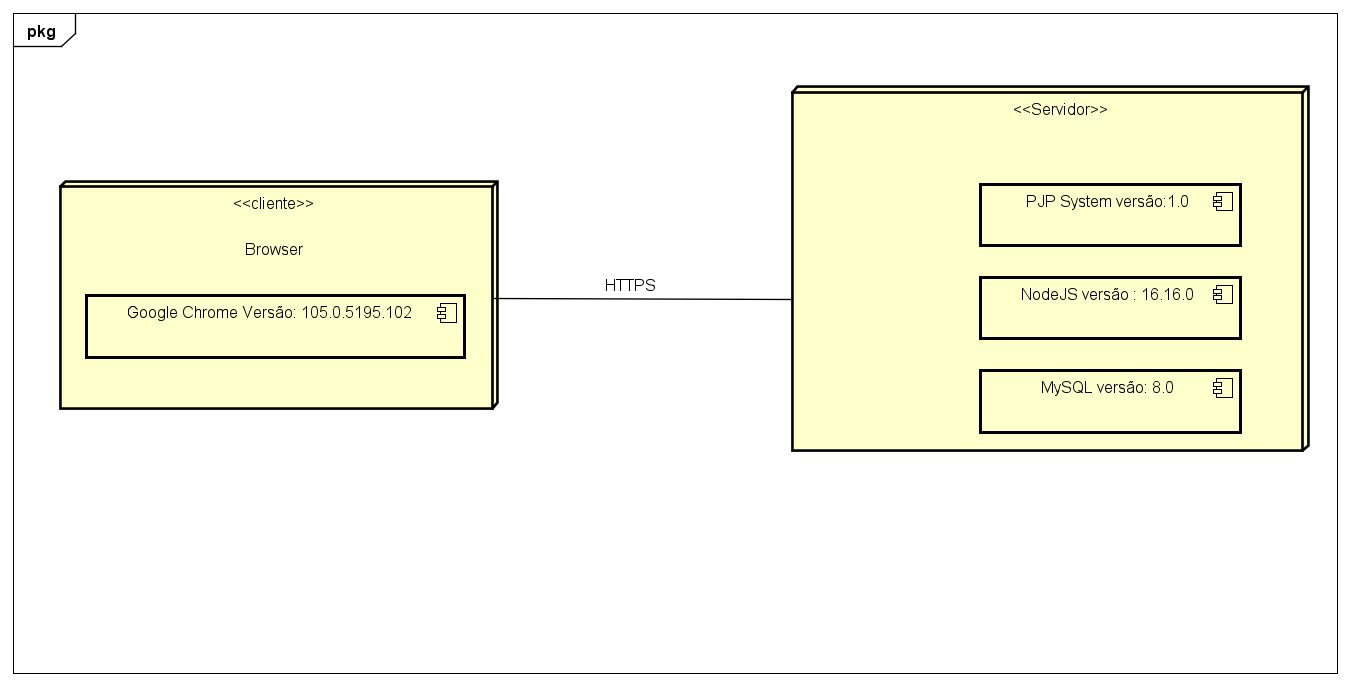 pkg
<<Servidor>>
PJP System versão:1.0
<<cliente>>
Browser
HTTPS
NodeJS versão : 16.16.0
Google Chrome Versão: 105.0.5195.102
MySQL versão: 8.0